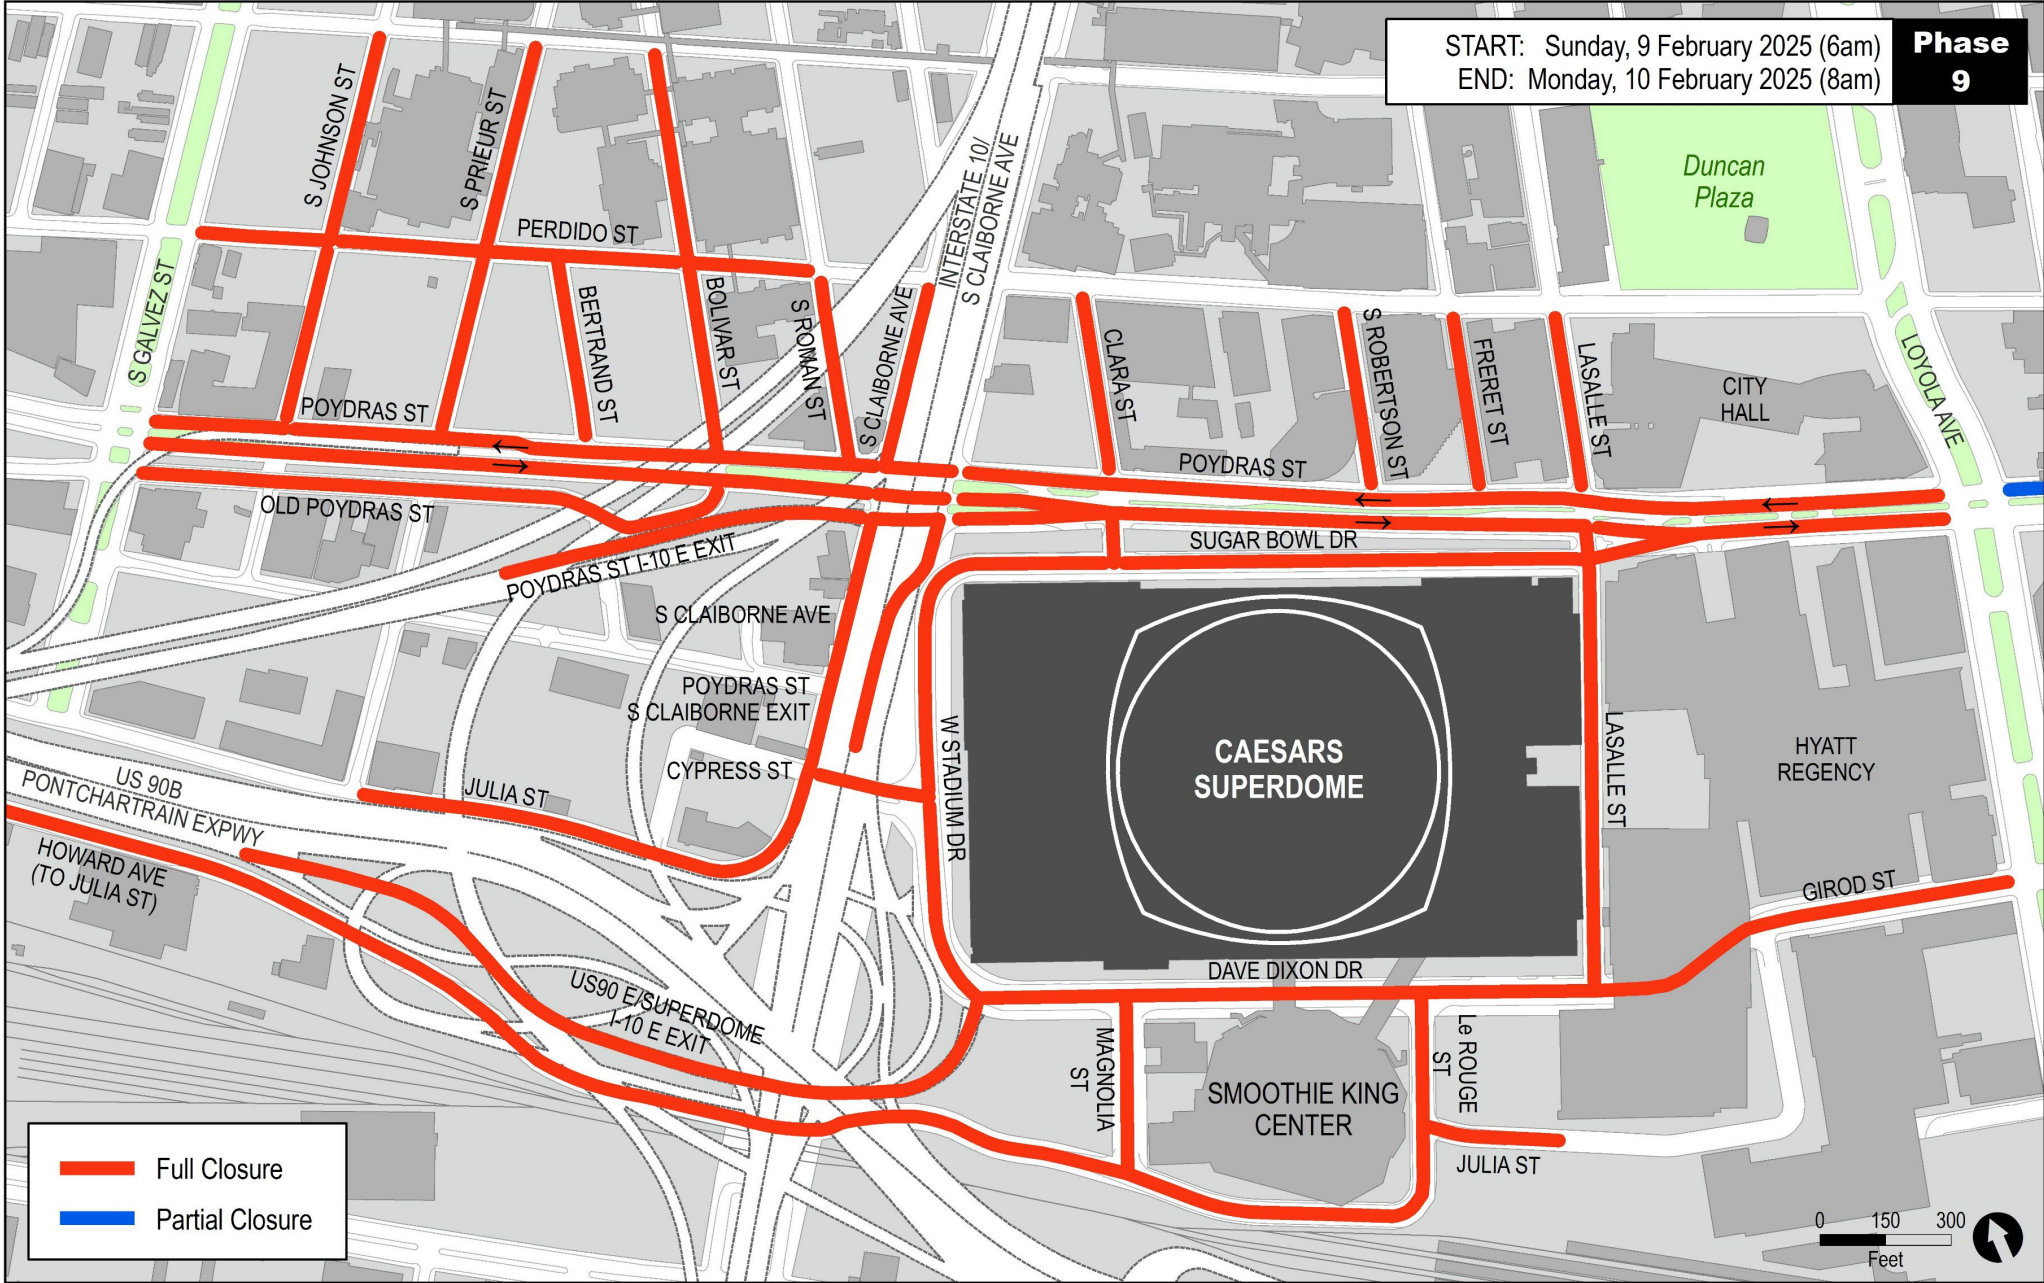 START: Sunday, 9 February 2025 (6am)
END: Monday, 10 February 2025 (8am)
Phase
9
S JOHNSON ST
S PRIEUR ST
PERDIDO ST
S GALVEZ ST
BERTRAND ST
BOLIVAR ST
S ROMAN ST
S CLAIBORNE AVE
INTERSTATE 10/
S CLAIBORNE AVE
Duncan
Plaza
CLARA ST
S ROBERTSON ST
FRERET ST
LASALLE ST
CITY
HALL
LOYOLA AVE
POYDRAS ST
POYDRAS ST
OLD POYDRAS ST
SUGAR BOWL DR
POYDRAS ST I-10 E EXIT
S CLAIBORNE AVE
POYDRAS ST
S CLAIBORNE EXIT
CYPRESS ST
W STADIUM DR
CAESARS
SUPERDOME
LASALLE ST
HYATT
REGENCY
US 90B
PONTCHARTRAIN EXPWY
JULIA ST
HOWARD AVE
(TO JULIA ST)
GIROD ST
DAVE DIXON DR
US90 E/SUPERDOME
I-10 E EXIT
MAGNOLIA
ST
Le ROUGE
ST
SMOOTHIE KING
CENTER
JULIA ST
Full Closure
Partial Closure
0 150 300
Feet